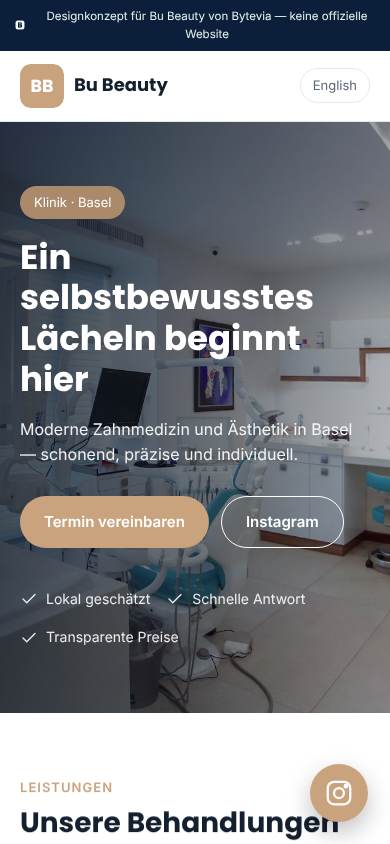 Designkonzept für Bu Beauty von Bytevia — keine offizielle
Website
BB
Bu Beauty
English
Klinik · Basel
Ein
selbstbewusstes
Lächeln beginnt
hier
Moderne Zahnmedizin und Ästhetik in Basel
— schonend, präzise und individuell.
Termin vereinbaren
Instagram
Lokal geschätzt
Schnelle Antwort
Transparente Preise
LEISTUNGEN
Unsere Behandlungen